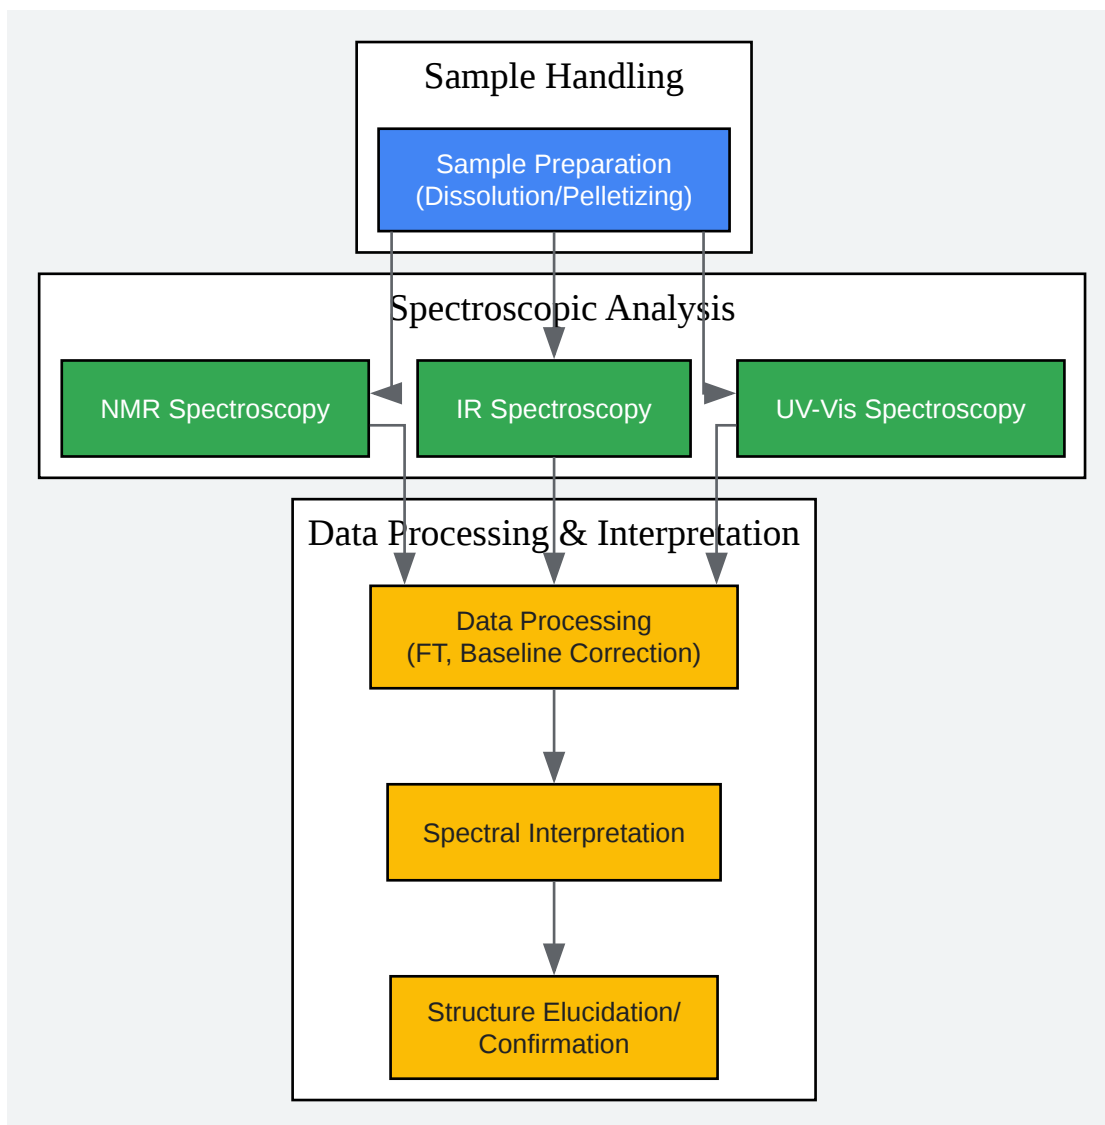 Sample Handling
Sample Preparation
(Dissolution/Pelletizing)
Spectroscopic Analysis
NMR Spectroscopy
IR Spectroscopy
UV-Vis Spectroscopy
Data Processing & Interpretation
Data Processing
(FT, Baseline Correction)
Spectral Interpretation
Structure Elucidation/
Confirmation